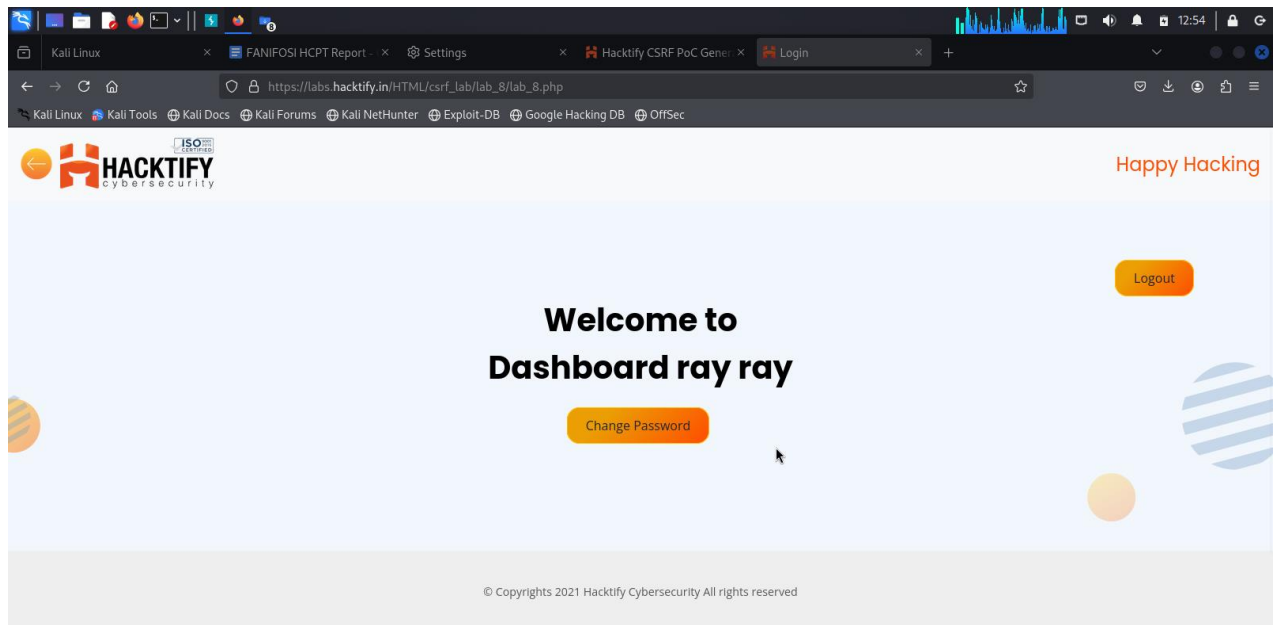 12:54
Kali Linux
FANIFOSI HCPT Report -
Settings
Hacktify CSRF PoC Gener
Login
https://labs.hacktify.in/HTML/csrf_lab/lab_8/lab_8.php
Kali Linux Kali Tools Kali Docs Kali Forums Kali NetHunter Exploit-DB Google Hacking DB OffSec
ISO
CERTIFIED
HACKTIFY
cybersecurity
Happy Hacking
Logout
Welcome to
Dashboard ray ray
Change Password
© Copyrights 2021 Hacktify Cybersecurity All rights reserved